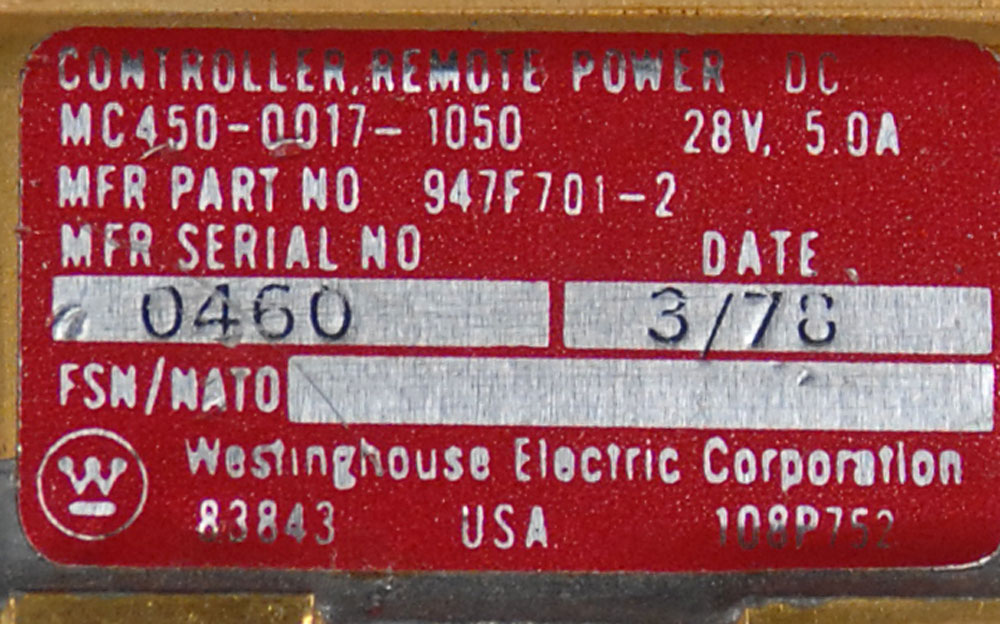 CONTROLLER, REMOTE POWER DC
MC450-0017-1050 28V, 5.0A
MFR PART NO 947F701-2
MFR SERIAL NO DATE
0460 3/78
FSN/NATO
W Westinghouse Electric Corporation
83843 USA 108P752